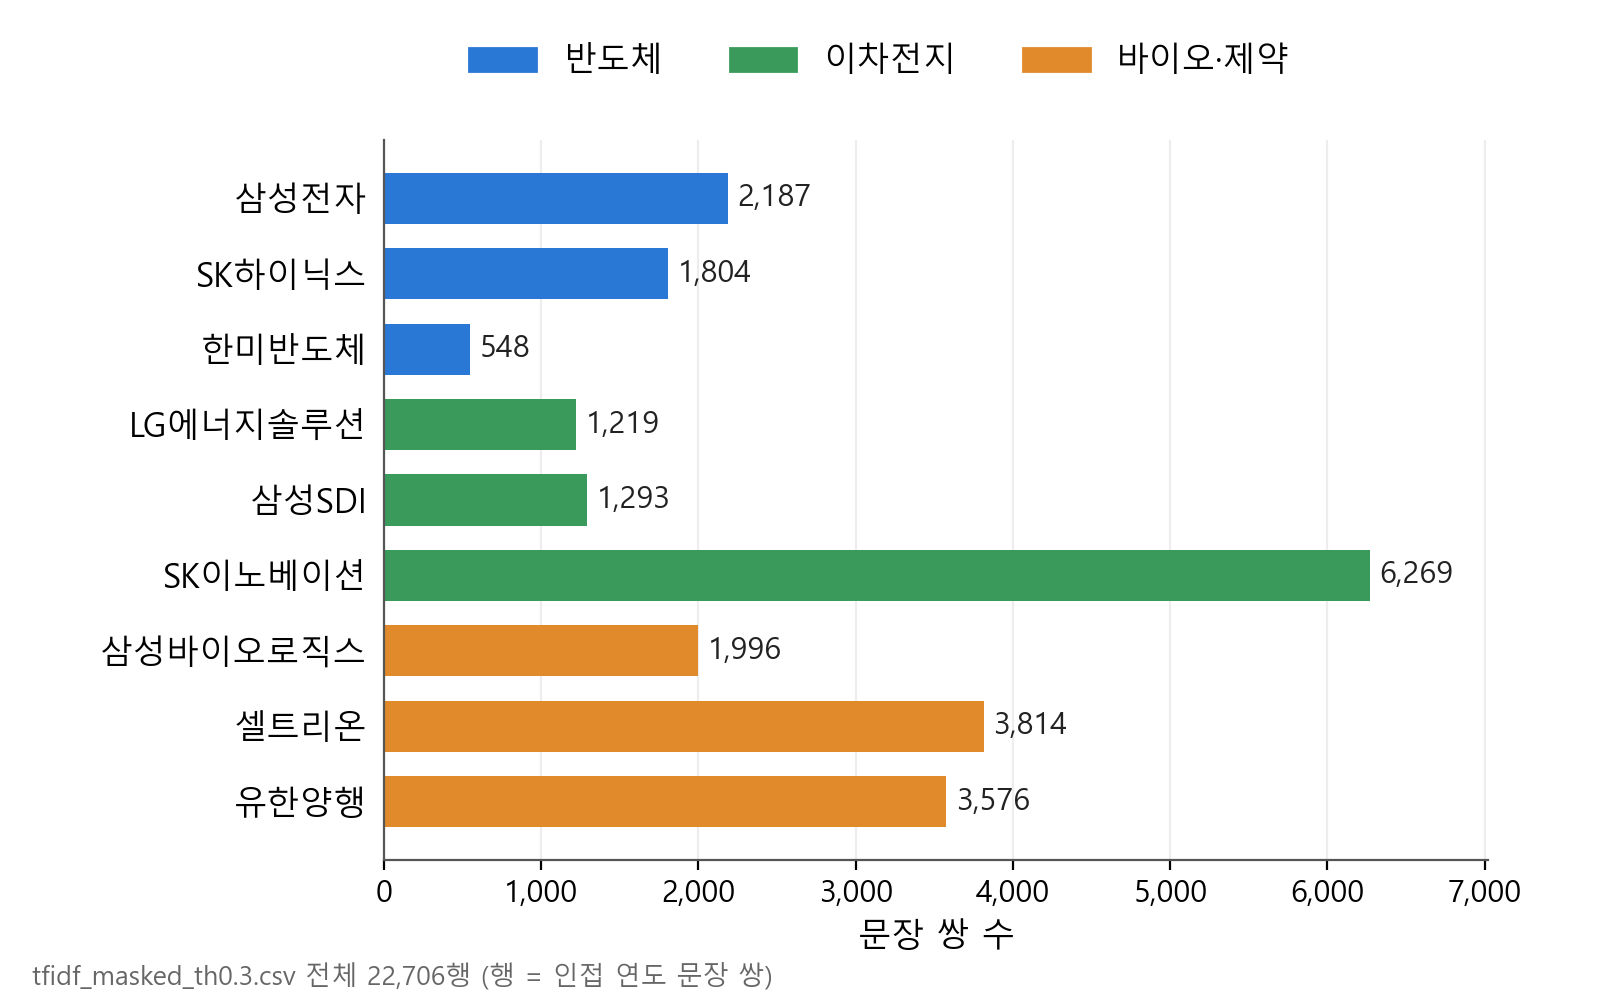 반도체 이차전지 바이오·제약
삼성전자 2,187
SK하이닉스 1,804
한미반도체 548
LG에너지솔루션 1,219
삼성SDI 1,293
SK이노베이션 6,269
삼성바이오로직스 1,996
셀트리온 3,814
유한양행 3,576
0 1,000 2,000 3,000 4,000 5,000 6,000 7,000
문장 쌍 수
tfidf_masked_th0.3.csv 전체 22,706행 (행 = 인접 연도 문장 쌍)